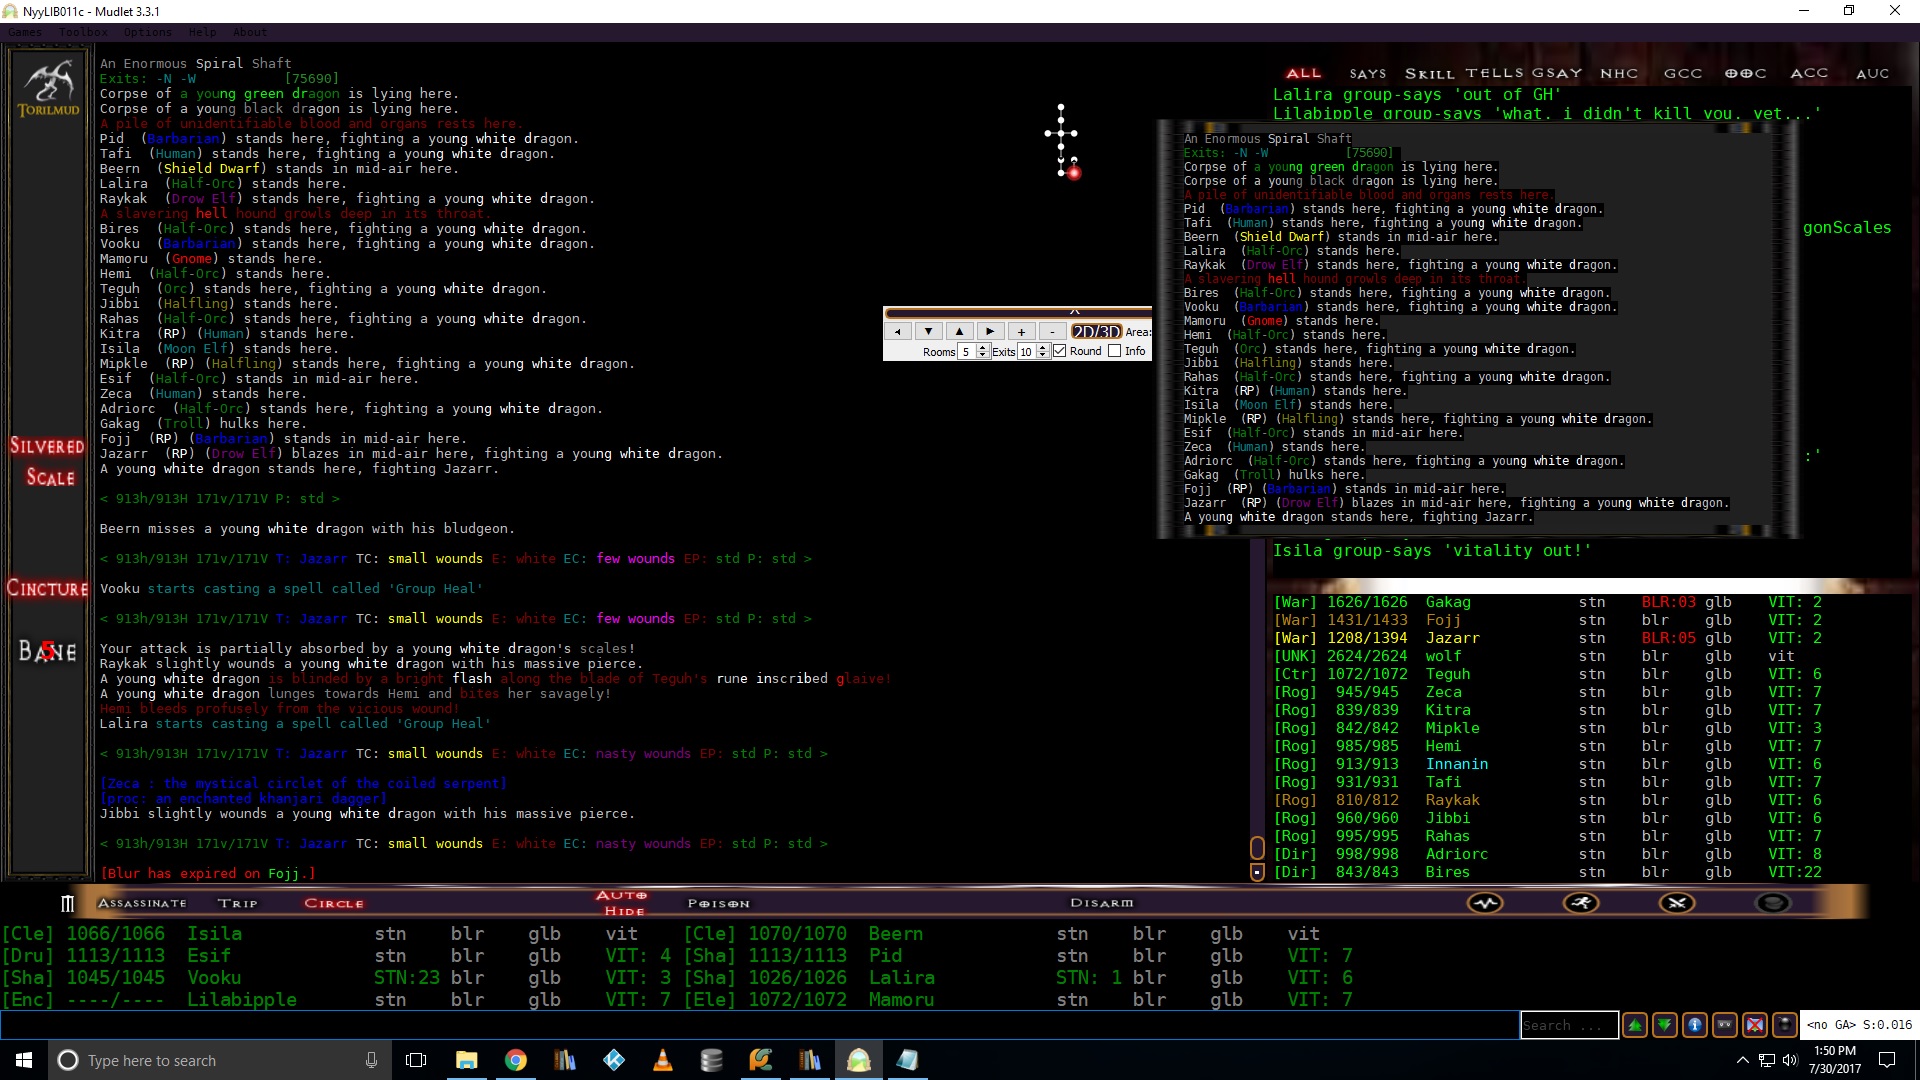 NyyLIB011c - Mudlet 3.3.1
Games Toolbox Options Help About
TORILMUD
SILVERED
SCALE
CINCTURE
BANE
5
An Enormous Spiral Shaft
Exits: -N -W [75690]
Corpse of a young green dragon is lying here.
Corpse of a young black dragon is lying here.
A pile of unidentifiable blood and organs rests here.
Pid (Barbarian) stands here, fighting a young white dragon.
Tafi (Human) stands here, fighting a young white dragon.
Beern (Shield Dwarf) stands in mid-air here.
Lalira (Half-Orc) stands here.
Raykak (Drow Elf) stands here, fighting a young white dragon.
A slavering hell hound growls deep in its throat.
Bires (Half-Orc) stands here, fighting a young white dragon.
Vooku (Barbarian) stands here, fighting a young white dragon.
Mamoru (Gnome) stands here.
Hemi (Half-Orc) stands here.
Teguh (Orc) stands here, fighting a young white dragon.
Jibbi (Halfling) stands here.
Rahas (Half-Orc) stands here, fighting a young white dragon.
Kitra (RP) (Human) stands here.
Isila (Moon Elf) stands here.
Mipkle (RP) (Halfling) stands here, fighting a young white dragon.
Esif (Half-Orc) stands in mid-air here.
Zeca (Human) stands here.
Adriorc (Half-Orc) stands here, fighting a young white dragon.
Gakag (Troll) hulks here.
Fojj (RP) (Barbarian) stands in mid-air here.
Jazarr (RP) (Drow Elf) blazes in mid-air here, fighting a young white dragon.
A young white dragon stands here, fighting Jazarr.
< 913h/913H 171v/171V P: std >
Beern misses a young white dragon with his bludgeon.
< 913h/913H 171v/171V T: Jazarr TC: small wounds E: white EC: few wounds EP: std P: std >
Vooku starts casting a spell called 'Group Heal'
< 913h/913H 171v/171V T: Jazarr TC: small wounds E: white EC: few wounds EP: std P: std >
Your attack is partially absorbed by a young white dragon's scales!
Raykak slightly wounds a young white dragon with his massive pierce.
A young white dragon is blinded by a bright flash along the blade of Teguh's rune inscribed glaive!
A young white dragon lunges towards Hemi and bites her savagely!
Hemi bleeds profusely from the vicious wound!
Lalira starts casting a spell called 'Group Heal'
< 913h/913H 171v/171V T: Jazarr TC: small wounds E: white EC: nasty wounds EP: std P: std >
[Zeca : the mystical circlet of the coiled serpent]
[proc: an enchanted khanjari dagger]
Jibbi slightly wounds a young white dragon with his massive pierce.
< 913h/913H 171v/171V T: Jazarr TC: small wounds E: white EC: nasty wounds EP: std P: std >
[Blur has expired on Fojj.]
2D/3D Area:
Rooms 5 Exits 10 Round Info
ALL SAYS SKILL TELLS GSAY NHC GCC OOC ACC AUC
Lalira group-says 'out of GH'
Lilabipple group-says 'what. i didn't kill you. yet...'
An Enormous Spiral Shaft
Exits: -N -W [75690]
Corpse of a young green dragon is lying here.
Corpse of a young black dragon is lying here.
A pile of unidentifiable blood and organs rests here.
Pid (Barbarian) stands here, fighting a young white dragon.
Tafi (Human) stands here, fighting a young white dragon.
Beern (Shield Dwarf) stands in mid-air here.
Lalira (Half-Orc) stands here.
Raykak (Drow Elf) stands here, fighting a young white dragon.
A slavering hell hound growls deep in its throat.
Bires (Half-Orc) stands here, fighting a young white dragon.
Vooku (Barbarian) stands here, fighting a young white dragon.
Mamoru (Gnome) stands here.
Hemi (Half-Orc) stands here.
Teguh (Orc) stands here, fighting a young white dragon.
Jibbi (Halfling) stands here.
Rahas (Half-Orc) stands here, fighting a young white dragon.
Kitra (RP) (Human) stands here.
Isila (Moon Elf) stands here.
Mipkle (RP) (Halfling) stands here, fighting a young white dragon.
Esif (Half-Orc) stands in mid-air here.
Zeca (Human) stands here.
Adriorc (Half-Orc) stands here, fighting a young white dragon.
Gakag (Troll) hulks here.
Fojj (RP) (Barbarian) stands in mid-air here.
Jazarr (RP) (Drow Elf) blazes in mid-air here, fighting a young white dragon.
A young white dragon stands here, fighting Jazarr.
gonScales
:'
Isila group-says 'vitality out!'
[War] 1626/1626 Gakag stn BLR:03 glb VIT: 2
[War] 1431/1433 Fojj stn blr glb VIT: 2
[War] 1208/1394 Jazarr stn BLR:05 glb VIT: 2
[UNK] 2624/2624 wolf stn blr glb vit
[Ctr] 1072/1072 Teguh stn blr glb VIT: 6
[Rog] 945/945 Zeca stn blr glb VIT: 7
[Rog] 839/839 Kitra stn blr glb VIT: 7
[Rog] 842/842 Mipkle stn blr glb VIT: 3
[Rog] 985/985 Hemi stn blr glb VIT: 7
[Rog] 913/913 Innanin stn blr glb VIT: 6
[Rog] 931/931 Tafi stn blr glb VIT: 7
[Rog] 810/812 Raykak stn blr glb VIT: 6
[Rog] 960/960 Jibbi stn blr glb VIT: 6
[Rog] 995/995 Rahas stn blr glb VIT: 7
[Dir] 998/998 Adriorc stn blr glb VIT: 8
[Dir] 843/843 Bires stn blr glb VIT:22
ASSASSINATE TRIP CIRCLE AUTO HIDE POISON DISARM
[Cle] 1066/1066 Isila stn blr glb vit [Cle] 1070/1070 Beern stn blr glb vit
[Dru] 1113/1113 Esif stn blr glb VIT: 4 [Sha] 1113/1113 Pid stn blr glb VIT: 7
[Sha] 1045/1045 Vooku STN:23 blr glb VIT: 3 [Sha] 1026/1026 Lalira STN: 1 blr glb VIT: 6
[Enc] ----/---- Lilabipple stn blr glb VIT: 7 [Ele] 1072/1072 Mamoru stn blr glb VIT: 7
Search ...
<no GA> S:0.016
Type here to search
1:50 PM
7/30/2017